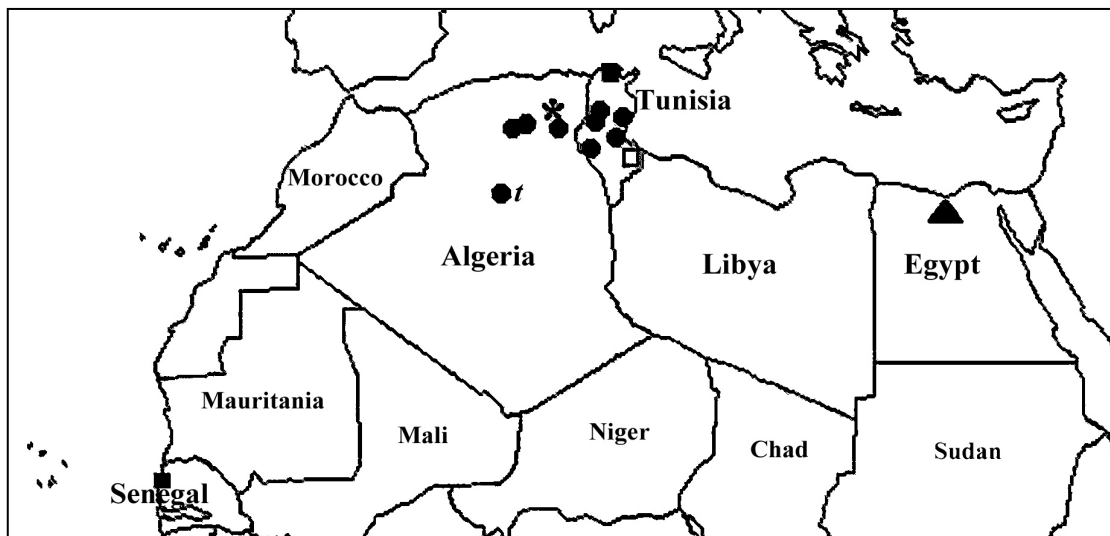 Tunisia
Morocco
t
Algeria
Libya
Egypt
Mauritania
Mali
Niger
Chad
Sudan
Senegal